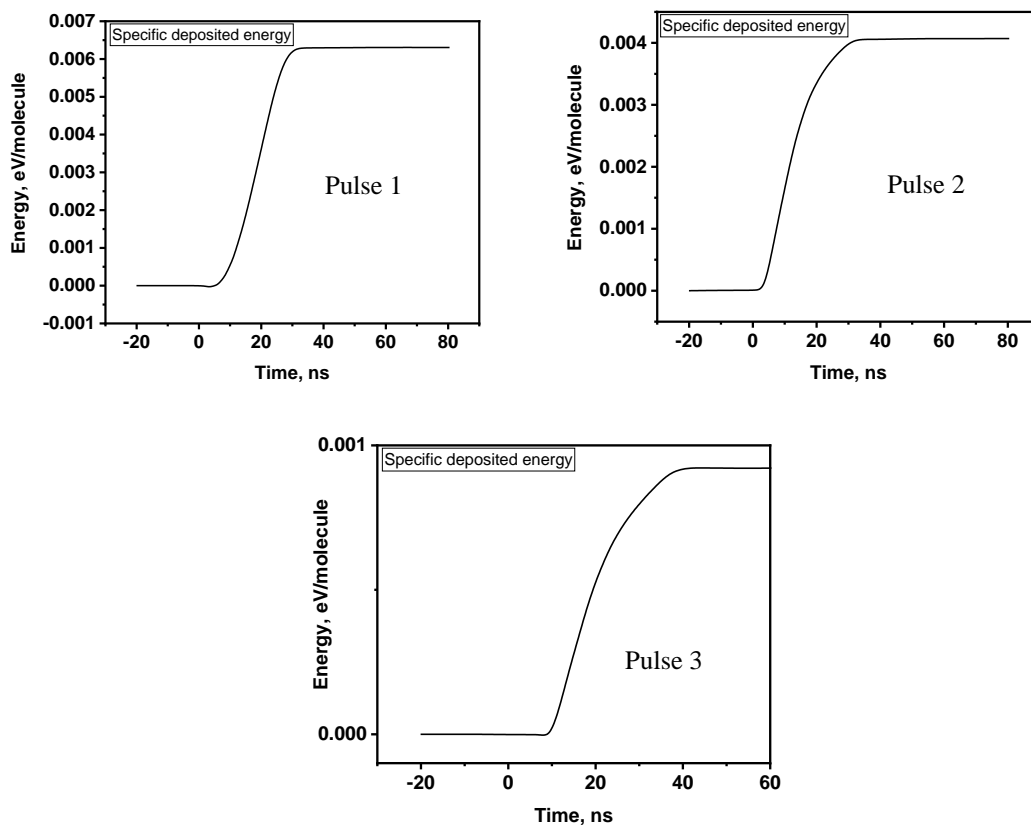 Specific deposited energy
0.007
0.006
0.005
0.004
0.003
0.002
0.001
0.000
-0.001
Energy, eV/molecule
Pulse 1
-20 0 20 40 60 80
Time, ns
Specific deposited energy
0.004
0.003
0.002
0.001
0.000
Energy, eV/molecule
Pulse 2
-20 0 20 40 60 80
Time, ns
Specific deposited energy
0.001
0.000
Energy, eV/molecule
Pulse 3
-20 0 20 40 60
Time, ns